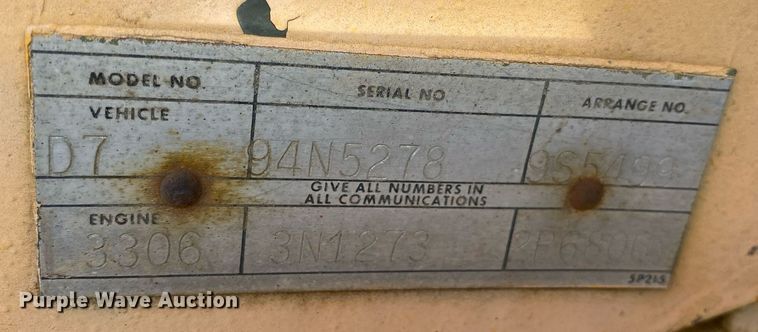 MODEL NO. SERIAL NO. ARRANGE NO.
VEHICLE
D7 94N5278
GIVE ALL NUMBERS IN
ALL COMMUNICATIONS
ENGINE
3306 3N1273
5P215
Purple Wave Auction